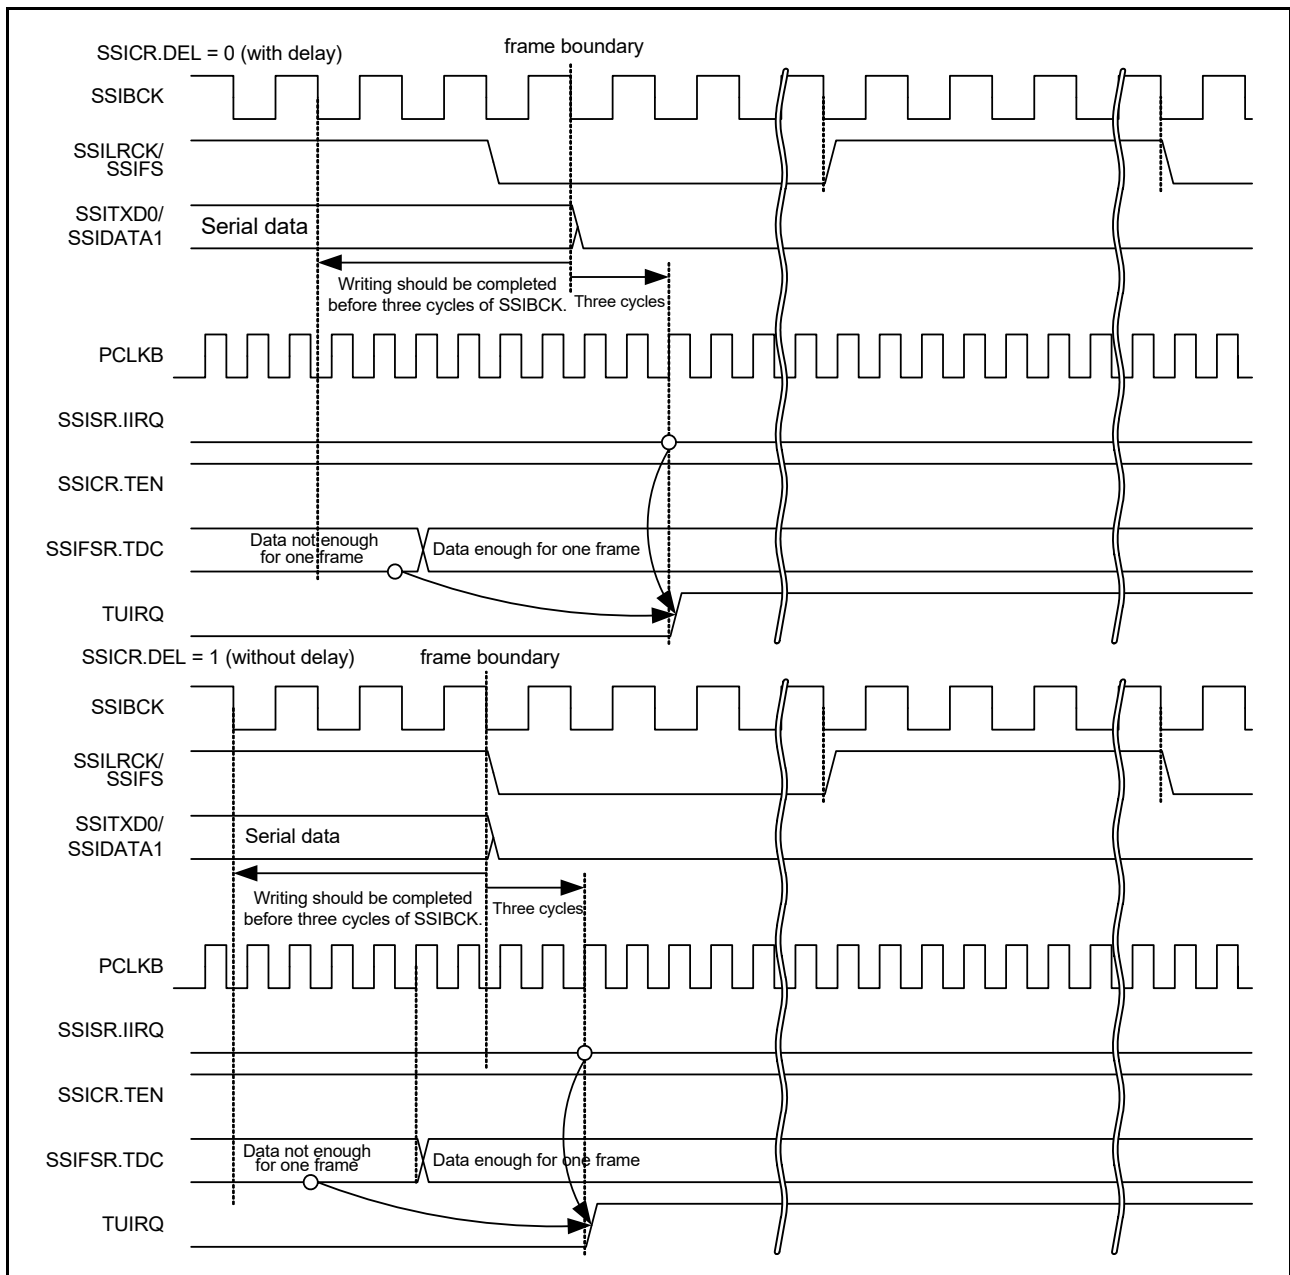 SSICR.DEL = 0 (with delay)
frame boundary
SSIBCK
SSILRCK/
SSIFS
SSITXD0/
SSIDATA1
Serial data
Writing should be completed
before three cycles of SSIBCK.
Three cycles
PCLKB
SSISR.IIRQ
SSICR.TEN
SSIFSR.TDC
Data not enough
for one frame
Data enough for one frame
TUIRQ
SSICR.DEL = 1 (without delay)
frame boundary
SSIBCK
SSILRCK/
SSIFS
SSITXD0/
SSIDATA1
Serial data
Writing should be completed
before three cycles of SSIBCK.
Three cycles
PCLKB
SSISR.IIRQ
SSICR.TEN
SSIFSR.TDC
Data not enough
for one frame
Data enough for one frame
TUIRQ